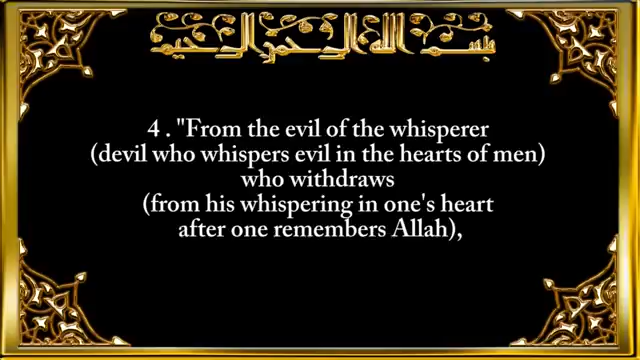 بسم الله الرحمن الرحيم
4 . "From the evil of the whisperer
(devil who whispers evil in the hearts of men)
who withdraws
(from his whispering in one's heart
after one remembers Allah),